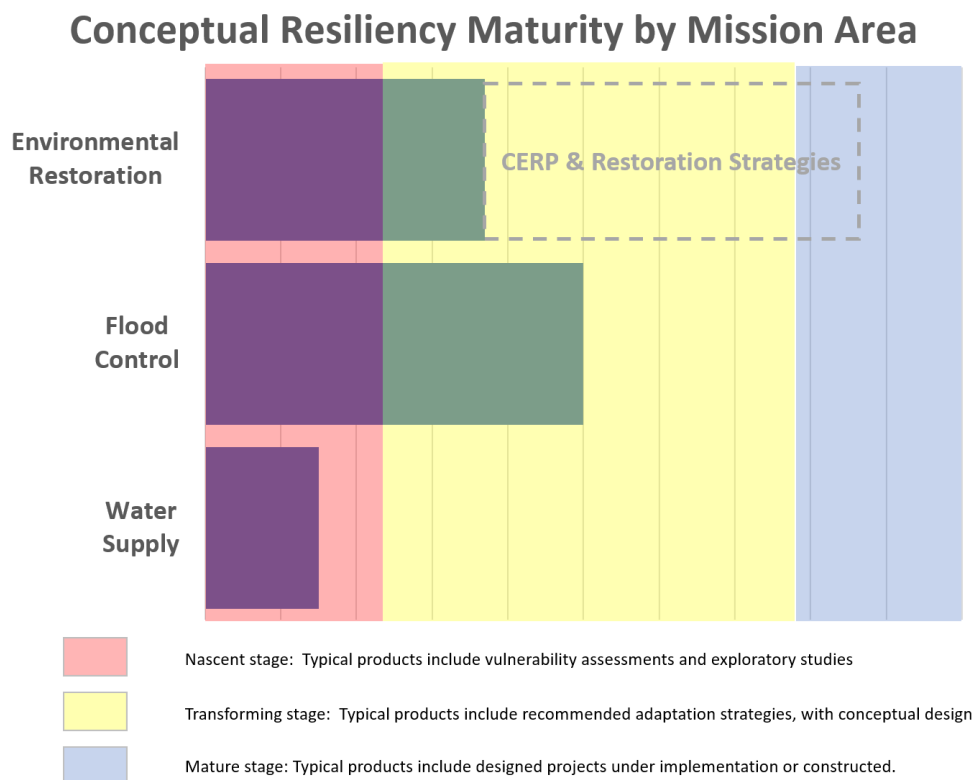 Conceptual Resiliency Maturity by Mission Area
Environmental
Restoration
CERP & Restoration Strategies
Flood
Control
Water
Supply
Nascent stage:  Typical products include vulnerability assessments and exploratory studies
Transforming stage:  Typical products include recommended adaptation strategies, with conceptual design
Mature stage: Typical products include designed projects under implementation or constructed.